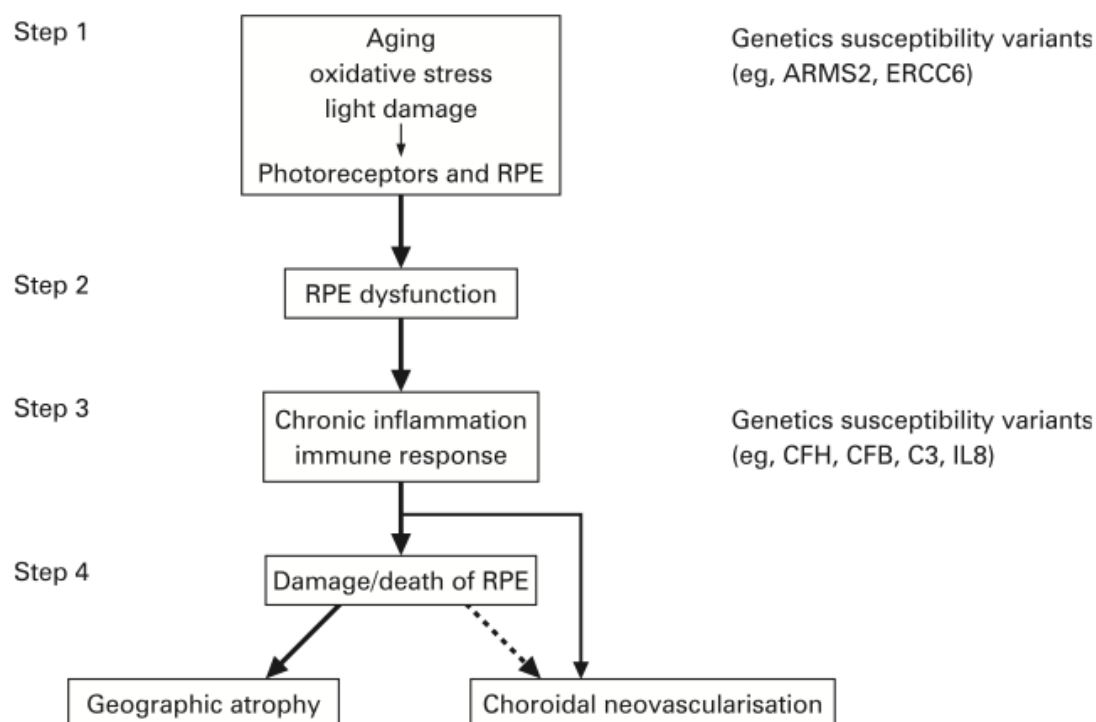 Step 1
Aging
oxidative stress
light damage
Photoreceptors and RPE
Genetics susceptibility variants
(eg, ARMS2, ERCC6)
Step 2
RPE dysfunction
Step 3
Chronic inflammation
immune response
Genetics susceptibility variants
(eg, CFH, CFB, C3, IL8)
Step 4
Damage/death of RPE
Geographic atrophy
Choroidal neovascularisation